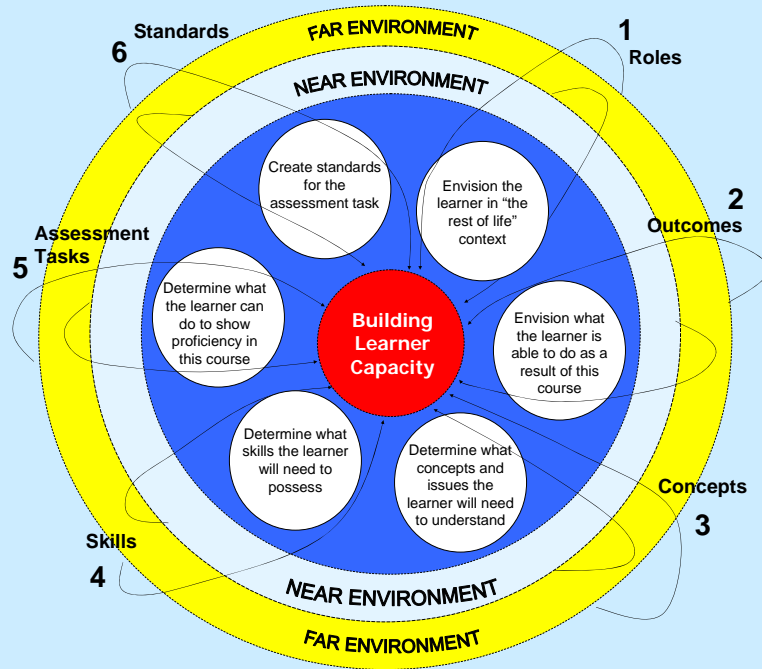 FAR ENVIRONMENT
NEAR ENVIRONMENT
1
Roles
Envision the
learner in “the
rest of life”
context
2
Outcomes
Envision what
the learner is
able to do as a
result of this
course
Concepts
3
Determine what
concepts and
issues the
learner will need
to understand
Skills
4
Determine what
skills the learner
will need to
possess
Assessment
Tasks
5
Determine what
the learner can
do to show
proficiency in
this course
Standards
6
Create standards
for the
assessment task
Building
Learner
Capacity
NEAR ENVIRONMENT
FAR ENVIRONMENT